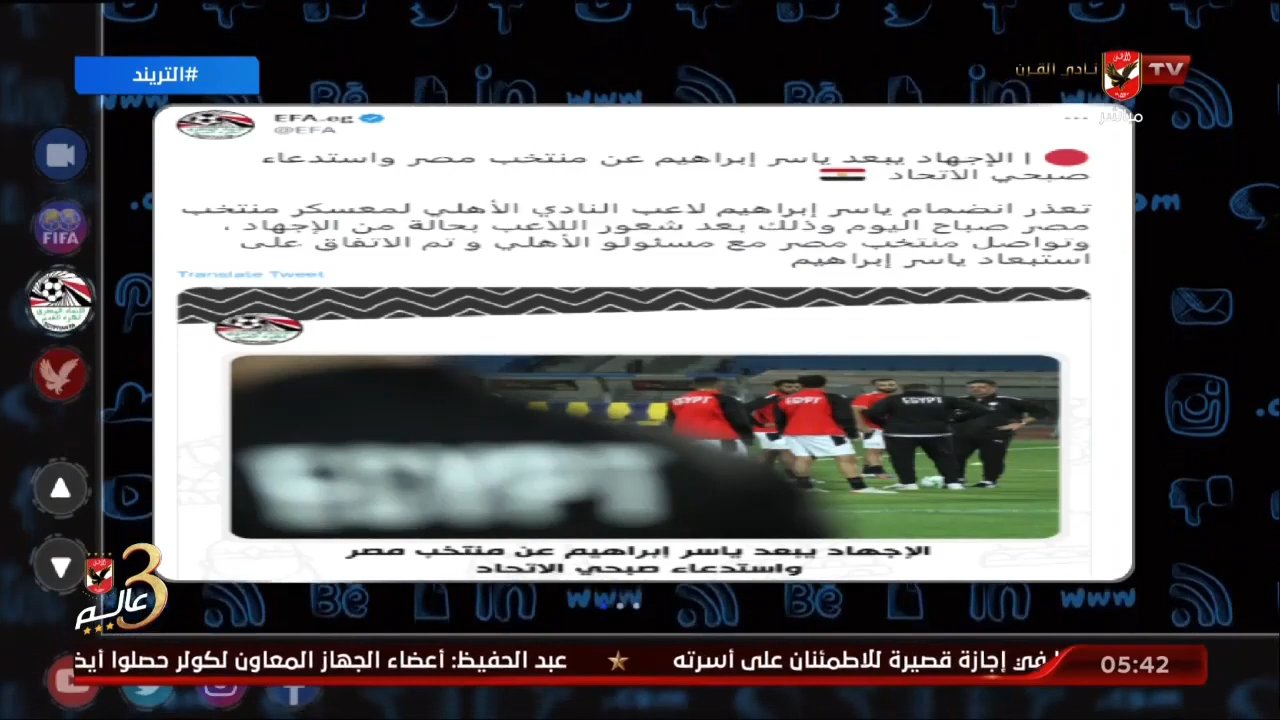 #التريند
نادي القرن
TV
مباشر
EFA.eg
@EFA
الإجهاد يبعد ياسر إبراهيم عن منتخب مصر واستدعاء
صبحي الاتحاد
تعذر انضمام ياسر إبراهيم لاعب النادي الأهلي لمعسكر منتخب
مصر صباح اليوم وذلك بعد شعور اللاعب بحالة من الإجهاد ،
وتواصل منتخب مصر مع مسئولو الأهلي و تم الاتفاق على
استبعاد ياسر إبراهيم
Translate Tweet
EGYPT
EGYPT
EGYPT
EGYPT
الإجهاد يبعد ياسر إبراهيم عن منتخب مصر
واستدعاء صبحي الاتحاد
FIFA
3
عالم
في إجازة قصيرة للاطمئنان على أسرته
عبد الحفيظ: أعضاء الجهاز المعاون لكولر حصلوا أيض
05:42